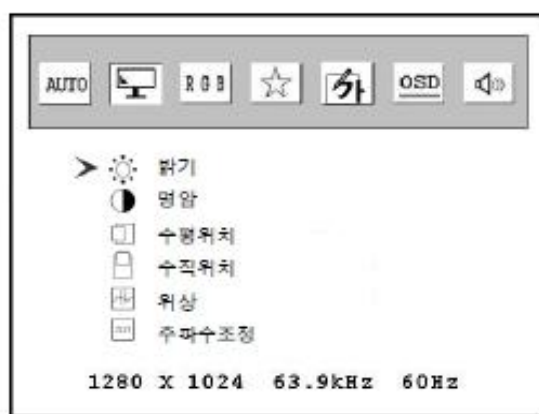 AUTO R G B 가 OSD
밝기
명암
수평위치
수직위치
위상
주파수조정
1280 X 1024 63.9kHz 60Hz